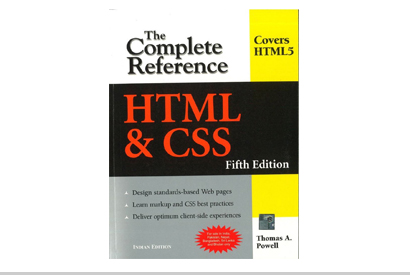 The
Complete
Reference
Covers
HTML5
HTML
& CSS
Fifth Edition
Design standards-based Web pages
Learn markup and CSS best practices
Deliver optimum client-side experiences
Thomas A.
Powell
INDIAN EDITION